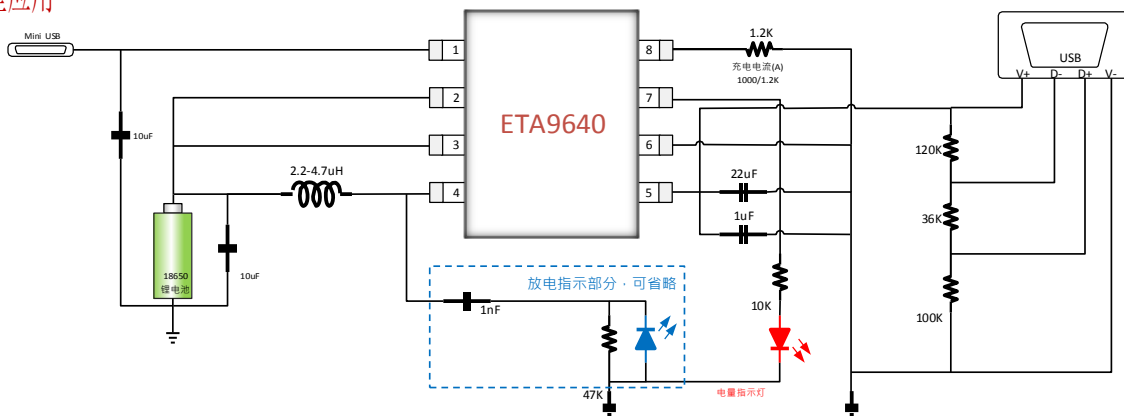 应用
Mini USB
1
2
3
4
8
7
6
5
ETA9640
1.2K
充电电流(A)
1000/1.2K
USB
V+ D- D+ V-
10uF
2.2-4.7uH
18650
锂电池
10uF
22uF
1uF
120K
36K
100K
放电指示部分，可省略
1nF
47K
10K
电量指示灯